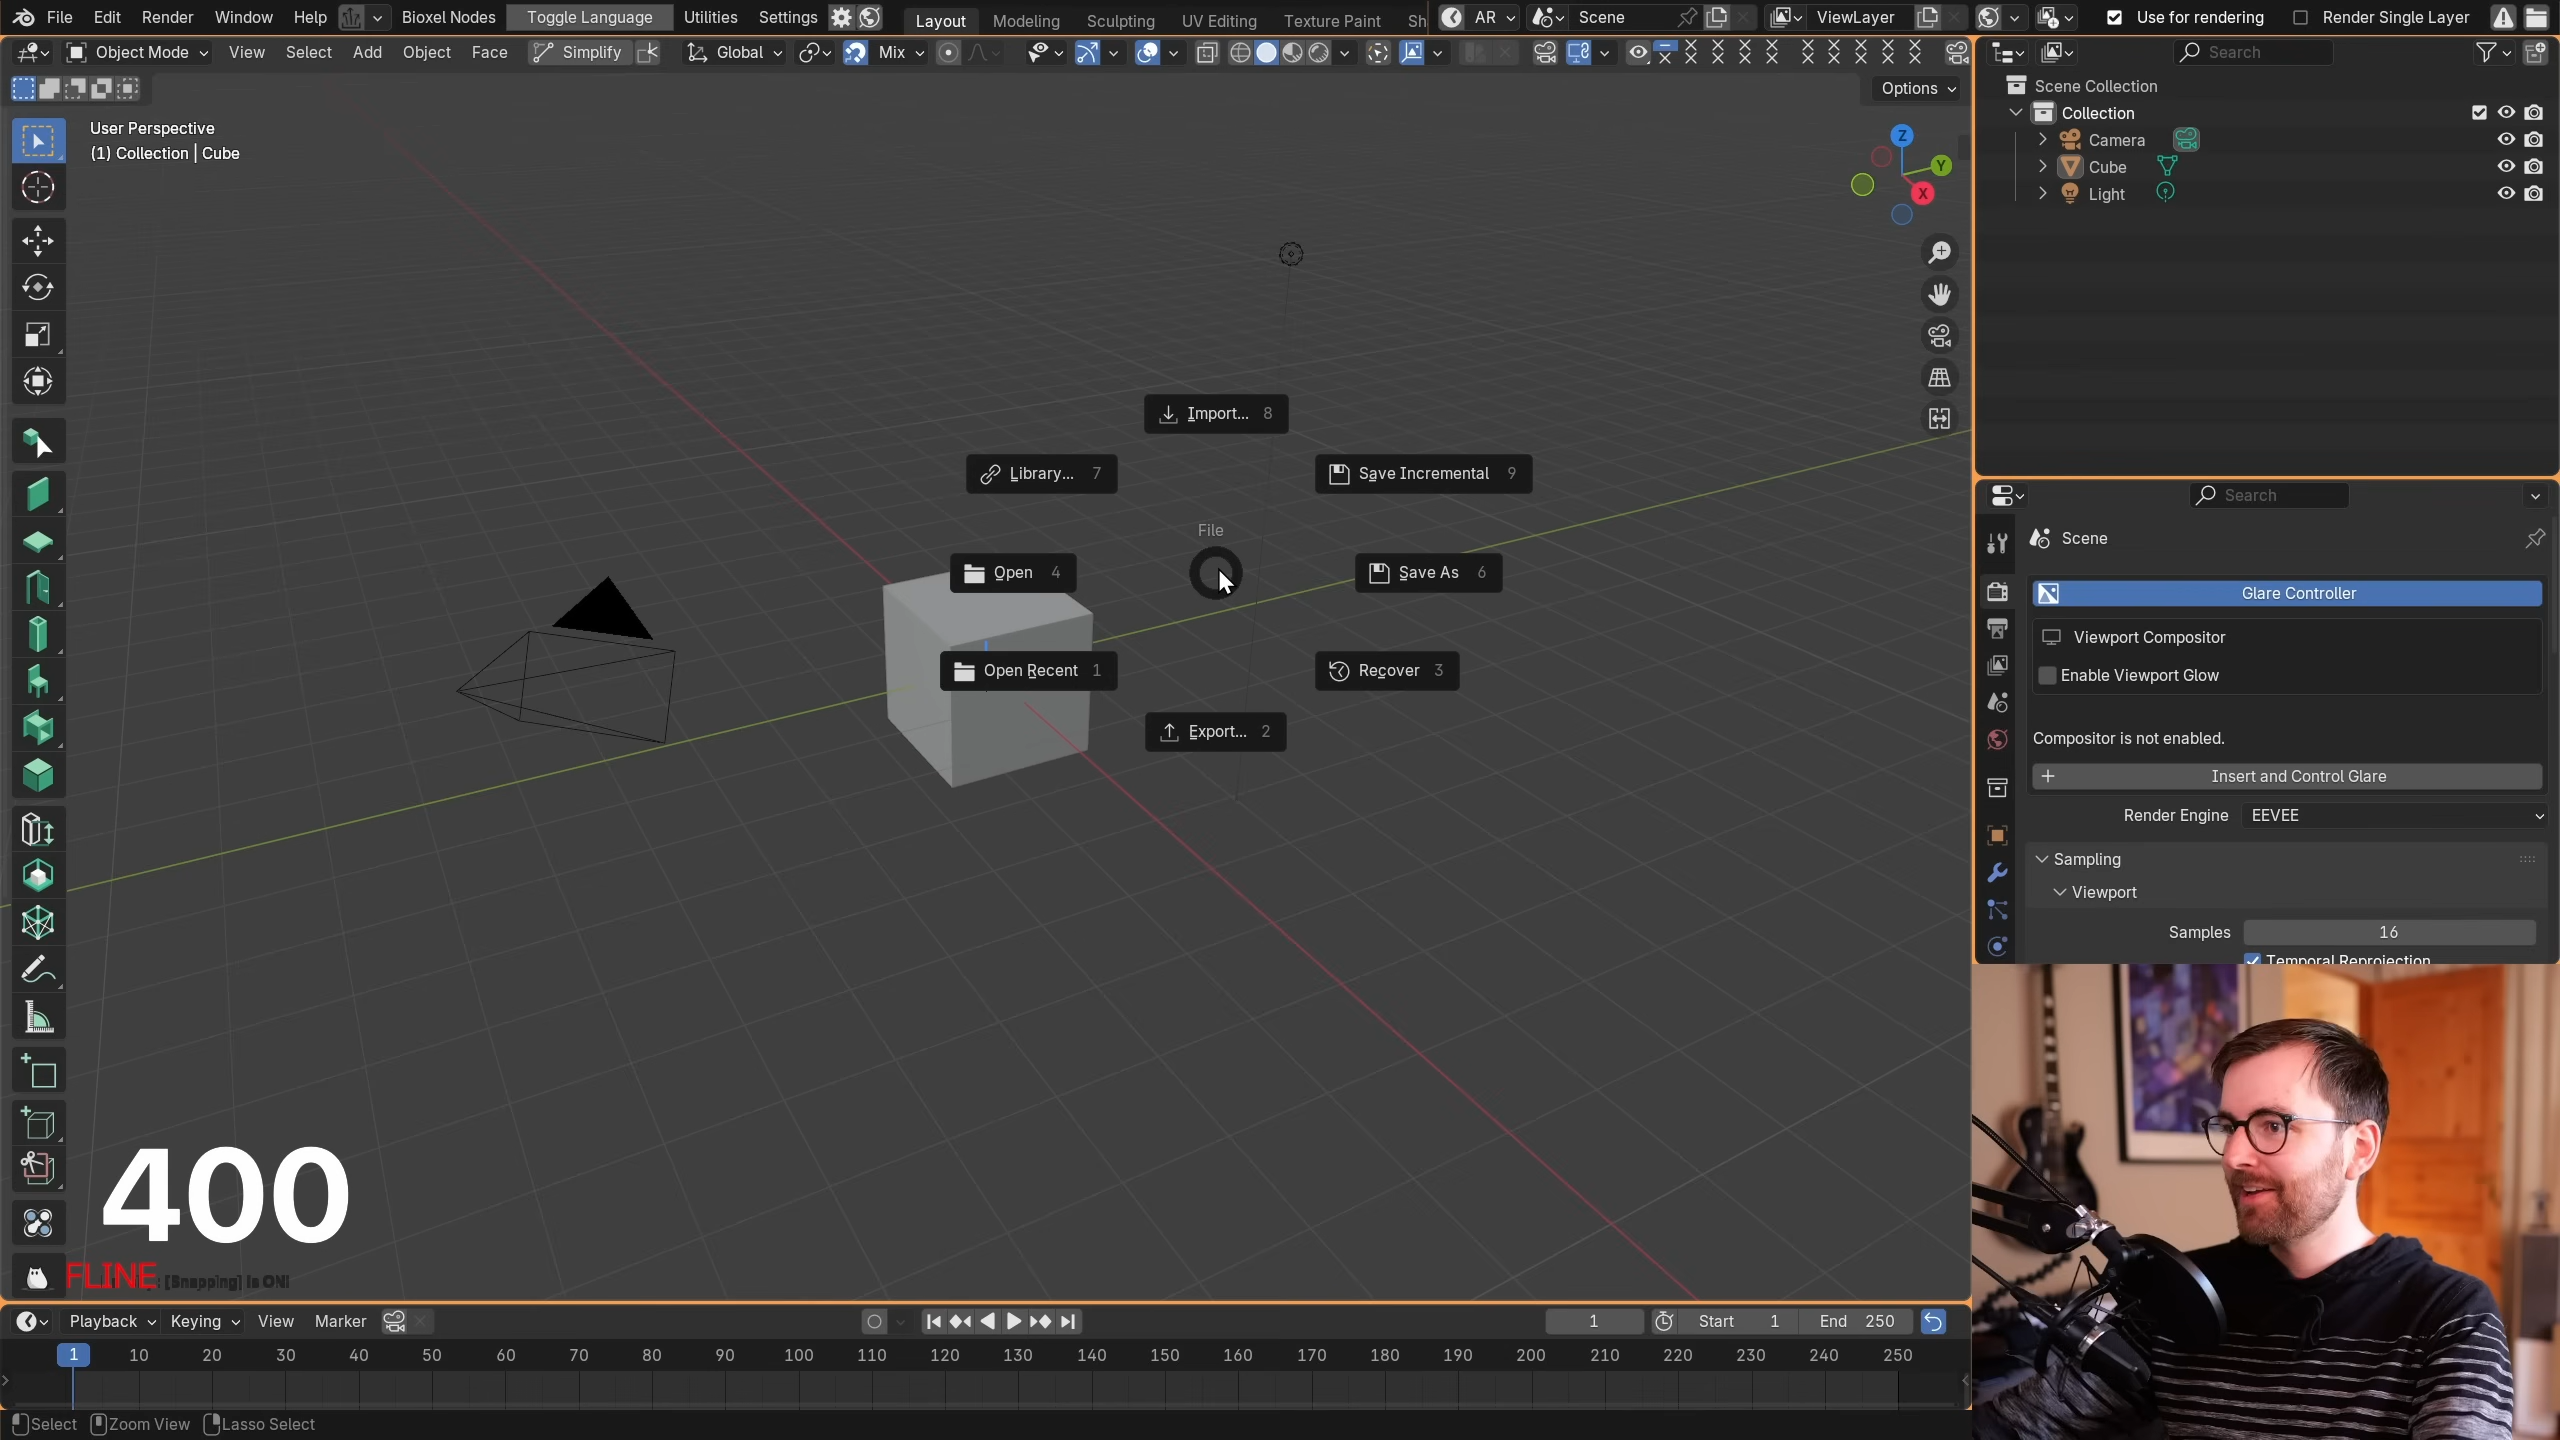 File Edit Render Window Help Bioxel Nodes Toggle Language Utilities Settings Layout Modeling Sculpting UV Editing Texture Paint Sh AR Scene ViewLayer Use for rendering Render Single Layer
Object Mode View Select Add Object Face Simplify Global Mix
Search
Options
User Perspective
(1) Collection | Cube
Scene Collection
Collection
Camera
Cube
Light
Z
Y
X
Import... 8
Library... 7
Save Incremental 9
File
Open 4
Save As 6
Open Recent 1
Recover 3
Export... 2
Search
Scene
Glare Controller
Viewport Compositor
Enable Viewport Glow
Compositor is not enabled.
Insert and Control Glare
Render Engine EEVEE
Sampling
Viewport
Samples 16
Temporal Reprojection
400
FLINE [Snapping] is ON!
Playback Keying View Marker 1 Start 1 End 250
1 10 20 30 40 50 60 70 80 90 100 110 120 130 140 150 160 170 180 190 200 210 220 230 240 250
Select Zoom View Lasso Select